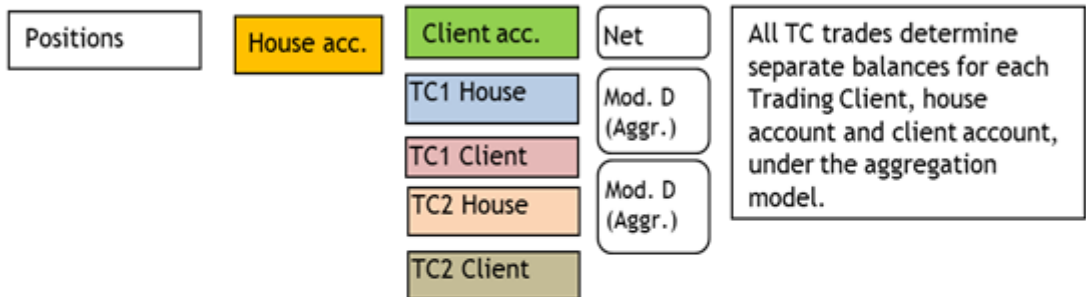 Positions
House acc.
Client acc.
Net
TC1 House
Mod. D
(Aggr.)
TC1 Client
TC2 House
Mod. D
(Aggr.)
TC2 Client
All TC trades determine
separate balances for each
Trading Client, house
account and client account,
under the aggregation
model.